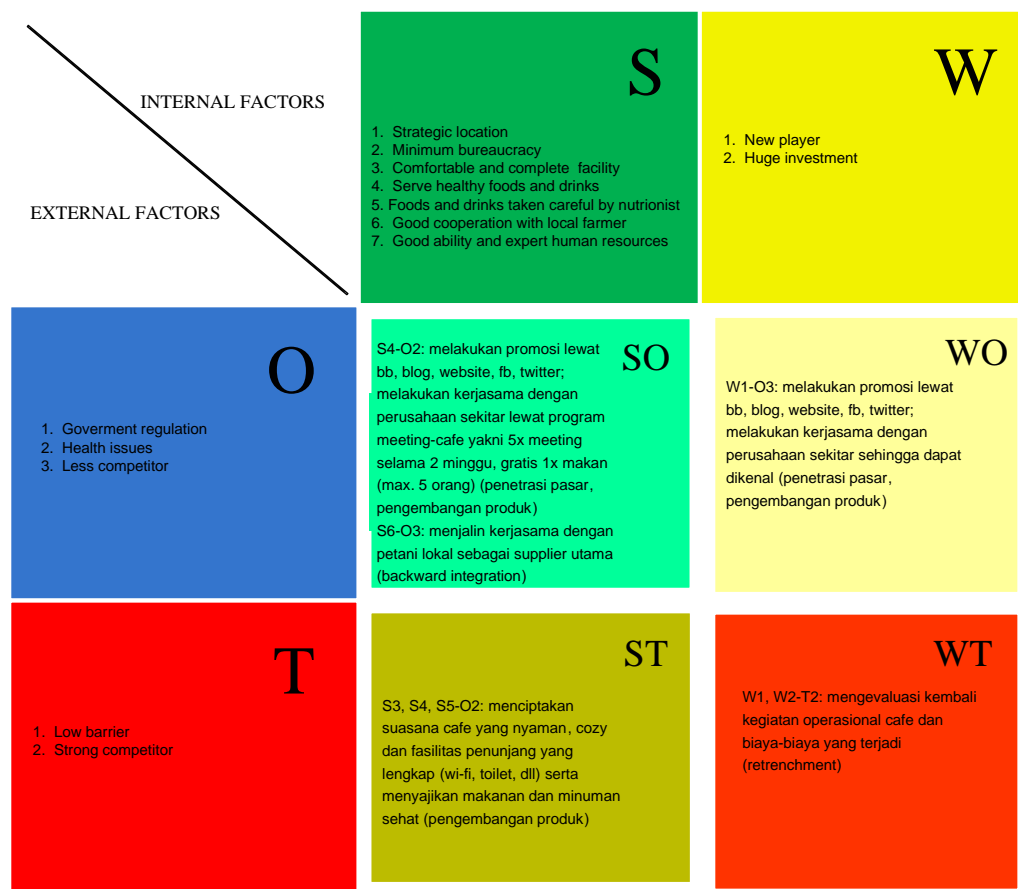 INTERNAL FACTORS
EXTERNAL FACTORS
S
1. Strategic location
2. Minimum bureaucracy
3. Comfortable and complete facility
4. Serve healthy foods and drinks
5. Foods and drinks taken careful by nutrionist
6. Good cooperation with local farmer
7. Good ability and expert human resources
W
1. New player
2. Huge investment
O
1. Goverment regulation
2. Health issues
3. Less competitor
SO
S4-O2: melakukan promosi lewat
bb, blog, website, fb, twitter;
melakukan kerjasama dengan
perusahaan sekitar lewat program
meeting-cafe yakni 5x meeting
selama 2 minggu, gratis 1x makan
(max. 5 orang) (penetrasi pasar,
pengembangan produk)
S6-O3: menjalin kerjasama dengan
petani lokal sebagai supplier utama
(backward integration)
WO
W1-O3: melakukan promosi lewat
bb, blog, website, fb, twitter;
melakukan kerjasama dengan
perusahaan sekitar sehingga dapat
dikenal (penetrasi pasar,
pengembangan produk)
T
1. Low barrier
2. Strong competitor
ST
S3, S4, S5-O2: menciptakan
suasana cafe yang nyaman, cozy
dan fasilitas penunjang yang
lengkap (wi-fi, toilet, dll) serta
menyajikan makanan dan minuman
sehat (pengembangan produk)
WT
W1, W2-T2: mengevaluasi kembali
kegiatan operasional cafe dan
biaya-biaya yang terjadi
(retrenchment)